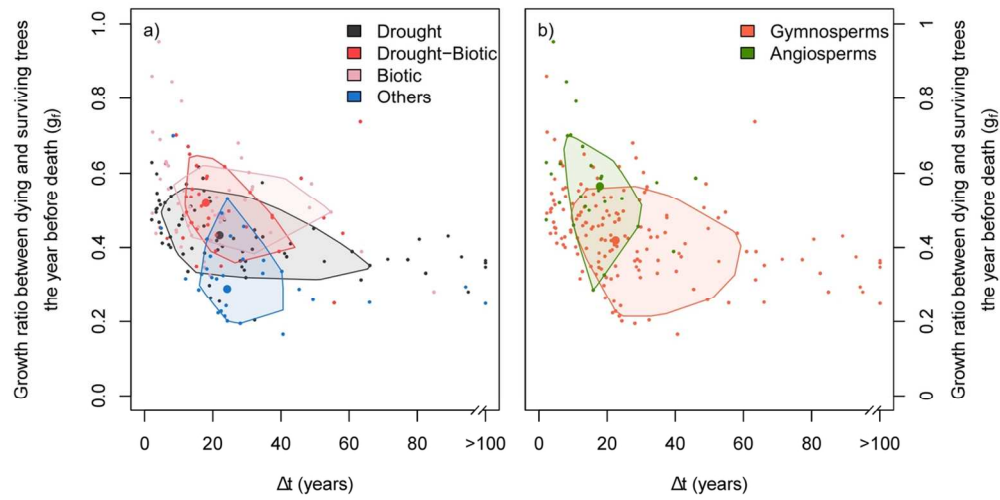 Growth ratio between dying and surviving trees
the year before death (gf)
1.0
0.8
0.6
0.4
0.2
0.0
a)
Drought
Drought−Biotic
Biotic
Others
0 20 40 60 80 >100
Δt (years)
b)
Gymnosperms
Angiosperms
0 20 40 60 80 >100
Δt (years)
1
0.8
0.6
0.4
0.2
0
Growth ratio between dying and surviving trees
the year before death (gf)